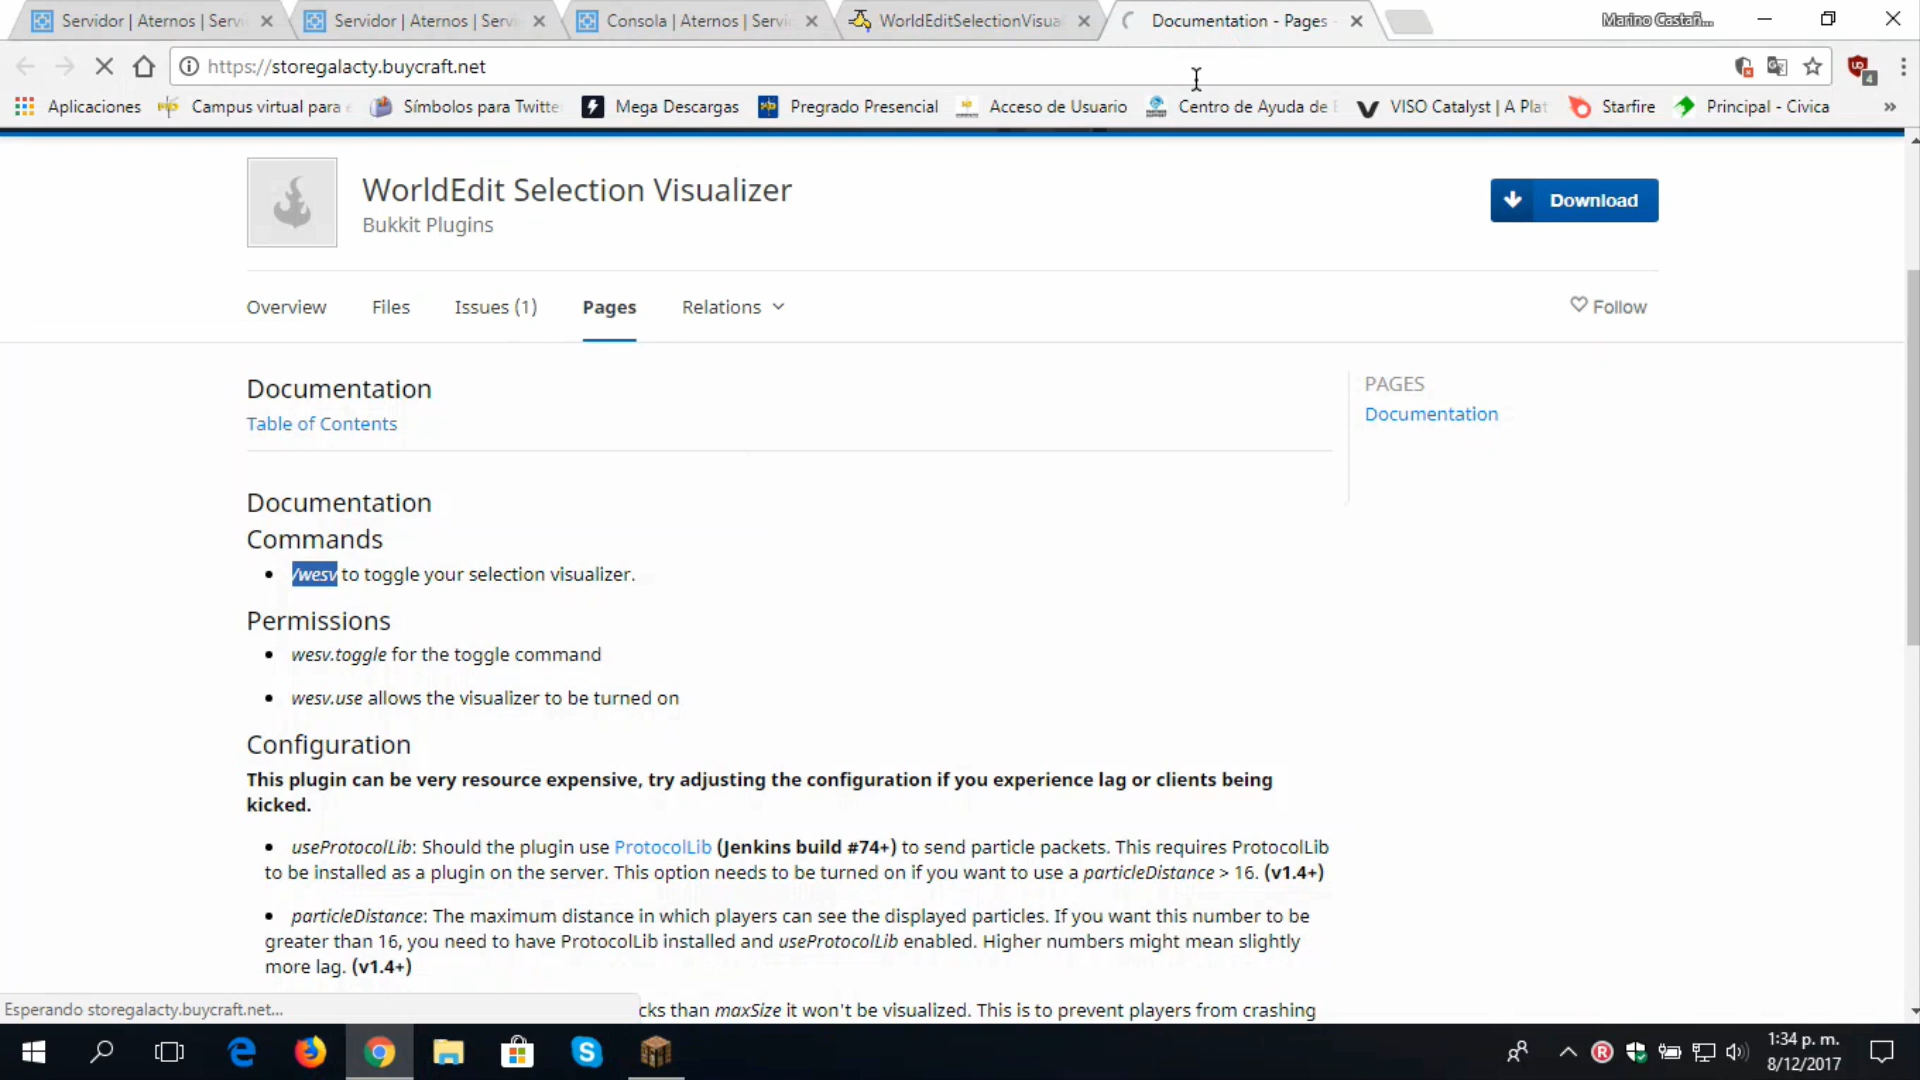 Servidor | Aternos | Servi
Servidor | Aternos | Servi
Consola | Aternos | Servic
WorldEditSelectionVisua
Documentation - Pages -
Marino Castañ...
https://storegalacty.buycraft.net
4
Aplicaciones
Campus virtual para e
Símbolos para Twitte
Mega Descargas
Pregrado Presencial
Acceso de Usuario
Centro de Ayuda de E
VISO Catalyst | A Plat
Starfire
Principal - Civica
»
WorldEdit Selection Visualizer
Bukkit Plugins
Download
Overview
Files
Issues (1)
Pages
Relations
Follow
Documentation
Table of Contents
PAGES
Documentation
Documentation
Commands
• /wesv to toggle your selection visualizer.
Permissions
• wesv.toggle for the toggle command
• wesv.use allows the visualizer to be turned on
Configuration
This plugin can be very resource expensive, try adjusting the configuration if you experience lag or clients being
kicked.
• useProtocolLib: Should the plugin use ProtocolLib (Jenkins build #74+) to send particle packets. This requires ProtocolLib
to be installed as a plugin on the server. This option needs to be turned on if you want to use a particleDistance > 16. (v1.4+)
• particleDistance: The maximum distance in which players can see the displayed particles. If you want this number to be
greater than 16, you need to have ProtocolLib installed and useProtocolLib enabled. Higher numbers might mean slightly
more lag. (v1.4+)
cks than maxSize it won't be visualized. This is to prevent players from crashing
Esperando storegalacty.buycraft.net...
1:34 p. m.
8/12/2017